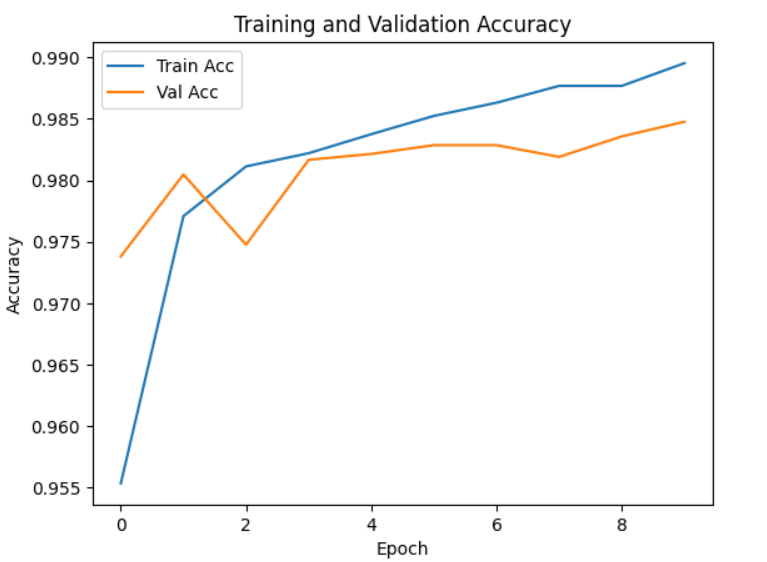 Training and Validation Accuracy
Train Acc
Val Acc
0.990
0.985
0.980
0.975
0.970
0.965
0.960
0.955
Accuracy
0 2 4 6 8
Epoch